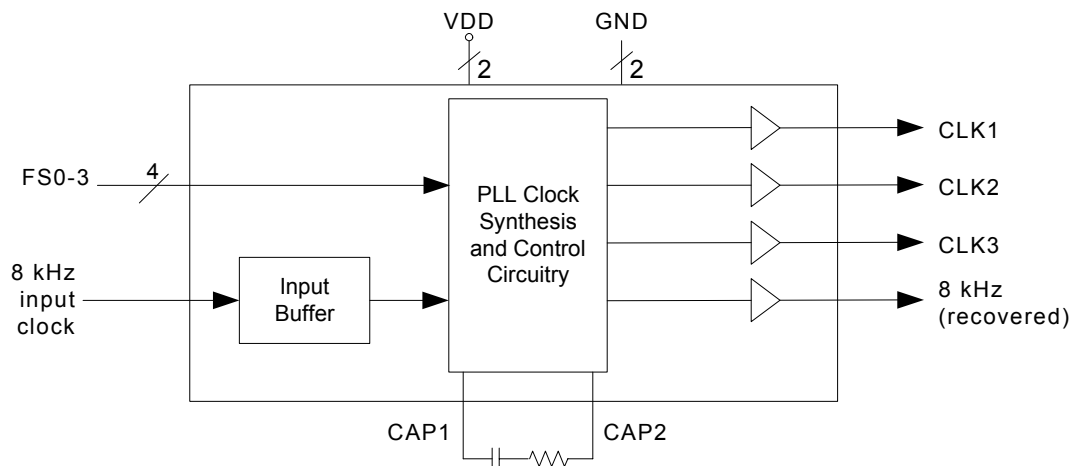 VDD
GND
2
2
FS0-3
4
8 kHz
input
clock
Input
Buffer
PLL Clock
Synthesis
and Control
Circuitry
CLK1
CLK2
CLK3
8 kHz
(recovered)
CAP1
CAP2